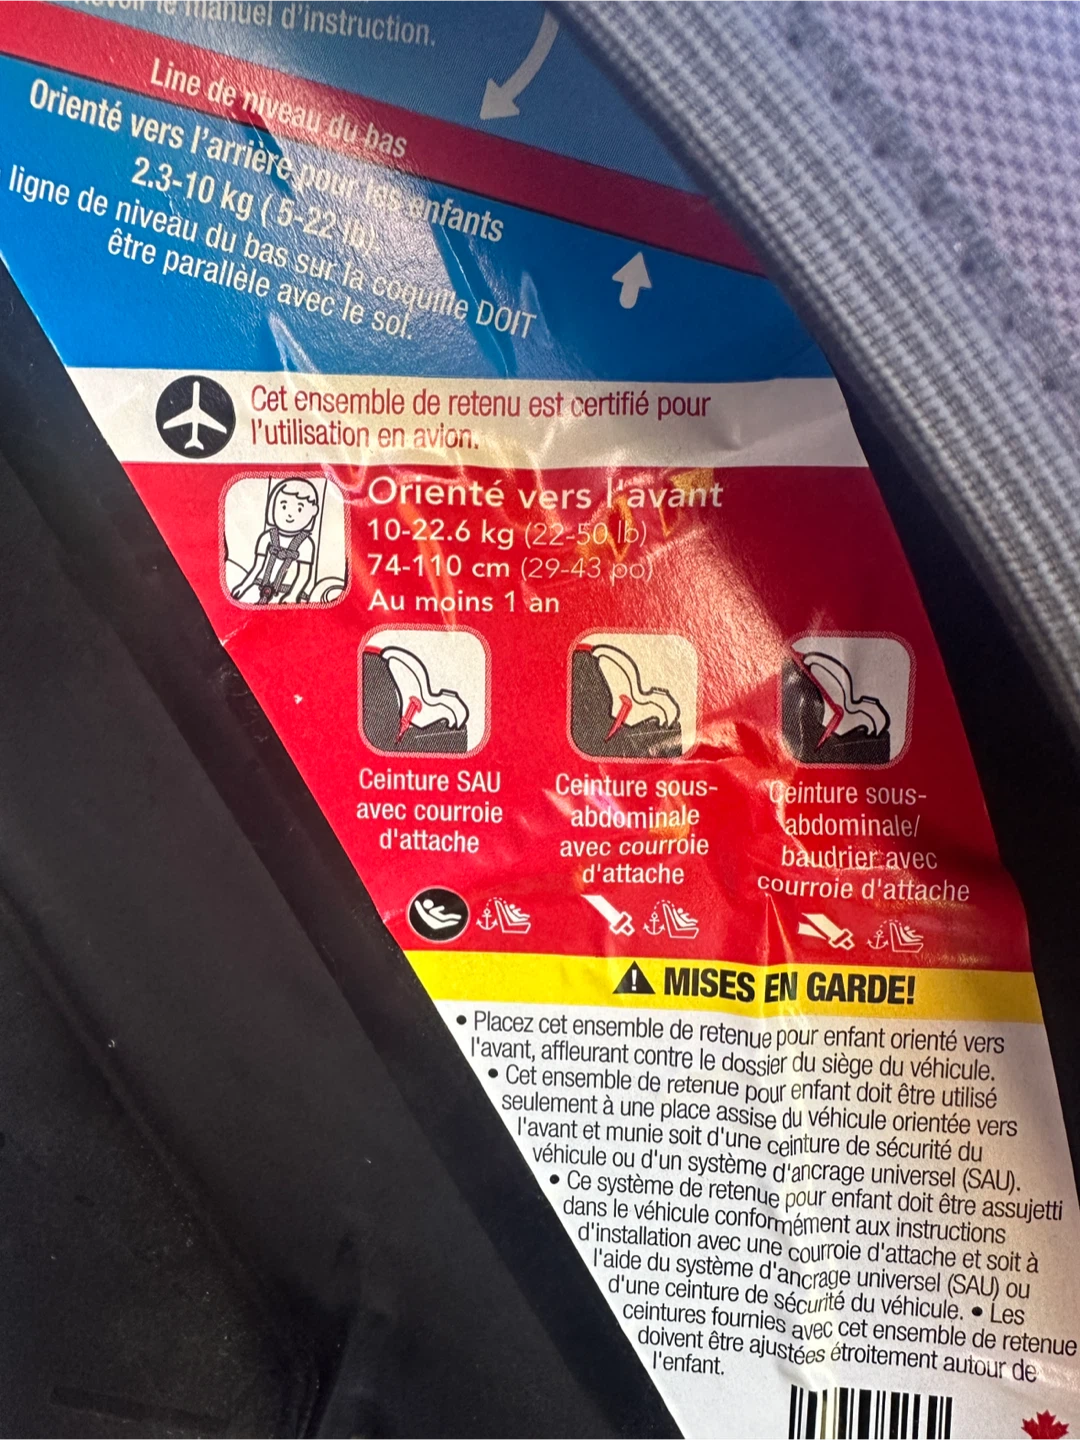 le manuel d'instruction.
Line de niveau du bas
Orienté vers l'arrière pour les enfants
2.3-10 kg ( 5-22 lb)
ligne de niveau du bas sur la coquille DOIT
être parallèle avec le sol.
Cet ensemble de retenu est certifié pour
l'utilisation en avion.
Orienté vers l'avant
10-22.6 kg (22-50 lb)
74-110 cm (29-43 po)
Au moins 1 an
Ceinture SAU
avec courroie
d'attache
Ceinture sous-
abdominale
avec courroie
d'attache
Ceinture sous-
abdominale/
baudrier avec
courroie d'attache
MISES EN GARDE!
• Placez cet ensemble de retenue pour enfant orienté vers
l'avant, affleurant contre le dossier du siège du véhicule.
• Cet ensemble de retenue pour enfant doit être utilisé
seulement à une place assise du véhicule orientée vers
l'avant et munie soit d'une ceinture de sécurité du
véhicule ou d'un système d'ancrage universel (SAU).
• Ce système de retenue pour enfant doit être assujetti
dans le véhicule conformément aux instructions
d'installation avec une courroie d'attache et soit à
l'aide du système d'ancrage universel (SAU) ou
d'une ceinture de sécurité du véhicule. • Les
ceintures fournies avec cet ensemble de retenue
doivent être ajustées étroitement autour de
l'enfant.